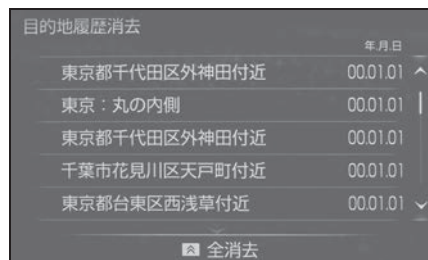 目的地履歴消去
年.月.日
東京都千代田区外神田付近 00.01.01
東京：丸の内側 00.01.01
東京都千代田区外神田付近 00.01.01
千葉市花見川区天戸町付近 00.01.01
東京都台東区西浅草付近 00.01.01
全消去